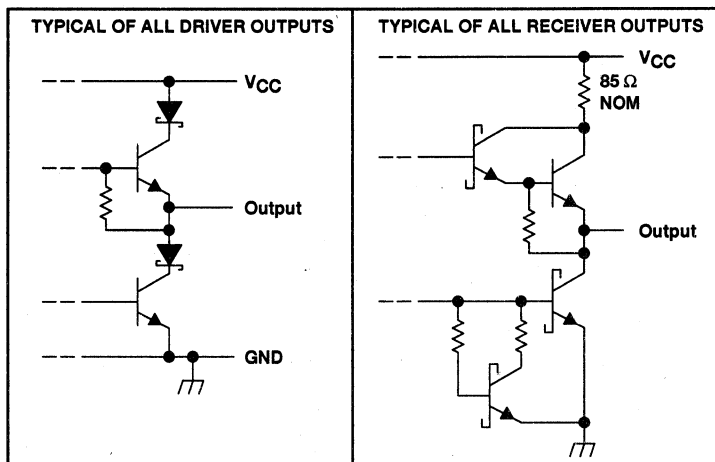 TYPICAL OF ALL DRIVER OUTPUTS
VCC
Output
GND
TYPICAL OF ALL RECEIVER OUTPUTS
VCC
85 Ω
NOM
Output